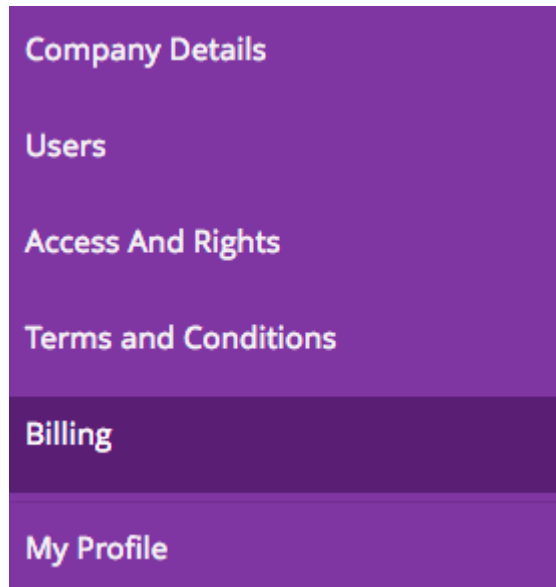 Company Details
Users
Access And Rights
Terms and Conditions
Billing
My Profile